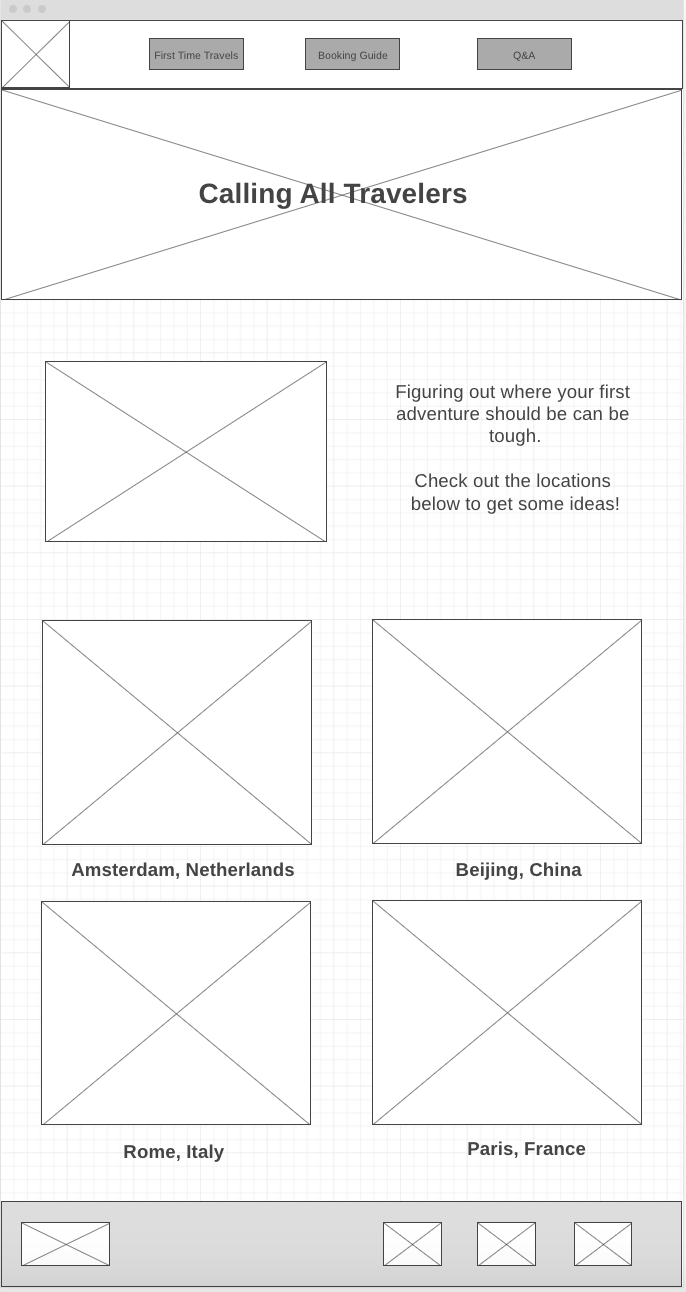 First Time Travels
Booking Guide
Q&A
Calling All Travelers
Figuring out where your first
adventure should be can be
tough.
Check out the locations
below to get some ideas!
Amsterdam, Netherlands
Beijing, China
Rome, Italy
Paris, France